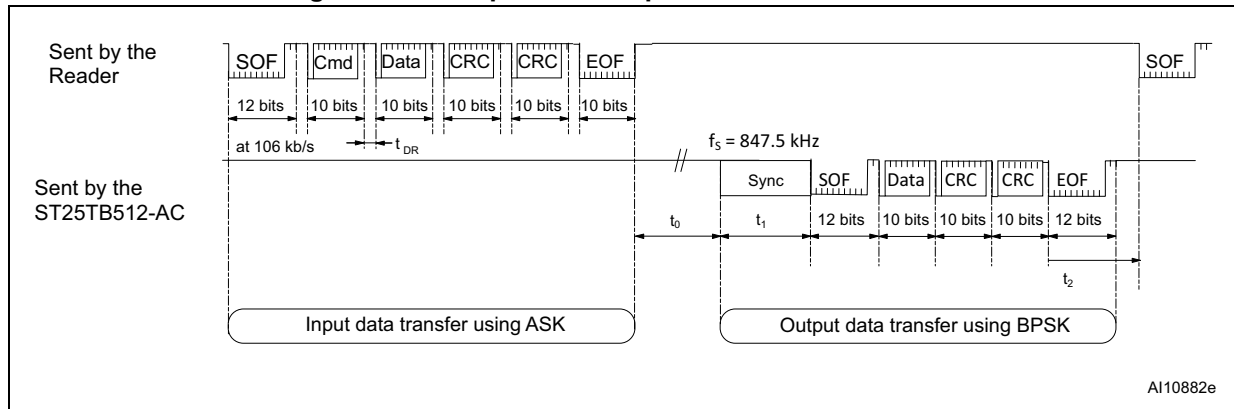 Sent by the
Reader
SOF Cmd Data CRC CRC EOF SOF
12 bits 10 bits 10 bits 10 bits 10 bits 10 bits
at 106 kb/s t DR
fS = 847.5 kHz
//
Sent by the
ST25TB512-AC
Sync SOF Data CRC CRC EOF
t0 t1 12 bits 10 bits 10 bits 10 bits 12 bits
t2
Input data transfer using ASK Output data transfer using BPSK
AI10882e